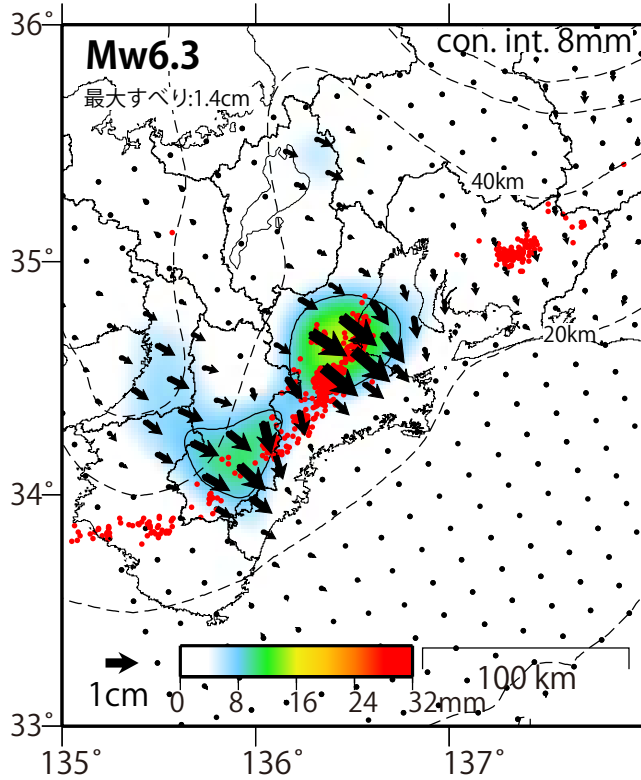 36°
Mw6.3
con. int. 8mm
最大すべり:1.4cm
40km
35°
20km
34°
1cm
0 8 16 24 32mm
100 km
33°
135° 136° 137°